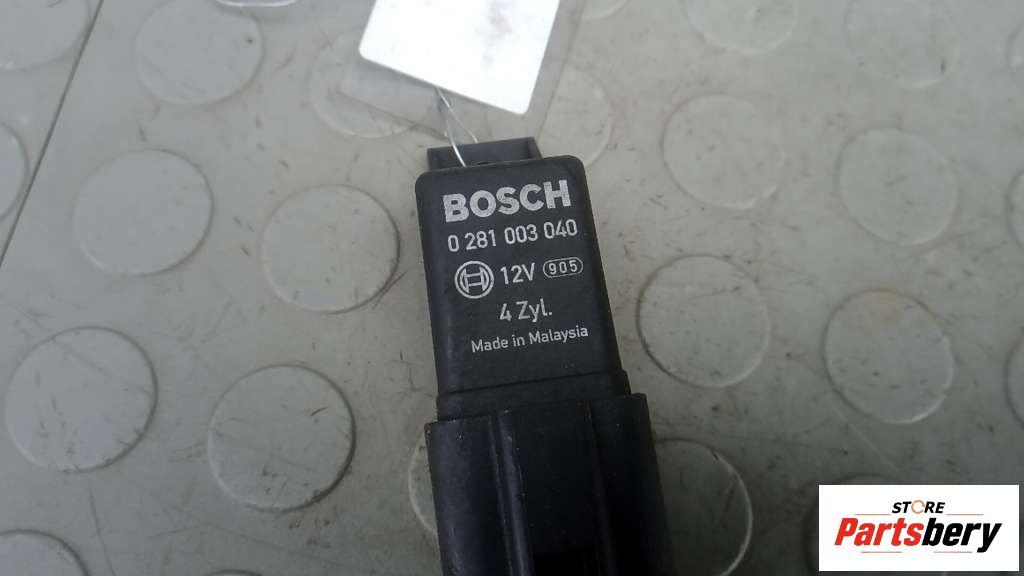 BOSCH
0 281 003 040
12V 905
4 Zyl.
Made in Malaysia
STORE
Partsbery